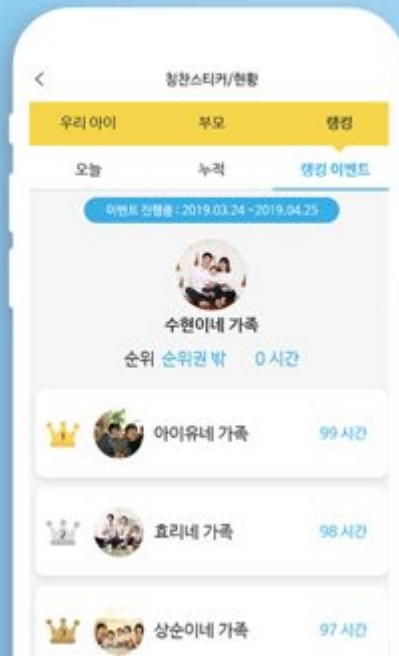 칭찬스티커/현황
우리 아이 부모 랭킹
오늘 누적 랭킹 이벤트
이벤트 진행중 : 2019.03.24 ~2019.04.25
수현이네 가족
순위 순위권 밖 0 시간
1 아이유네 가족 99 시간
2 효리네 가족 98 시간
3 상순이네 가족 97 시간